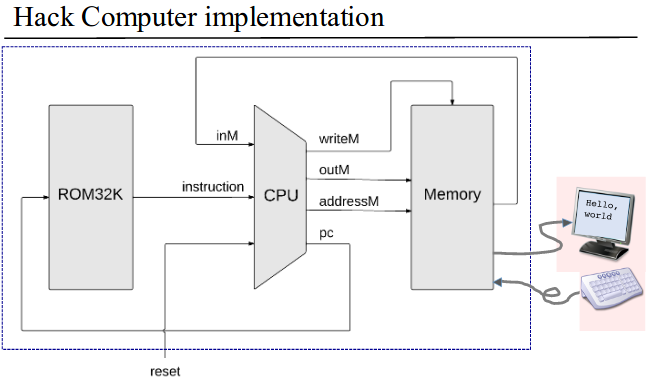 Hack Computer implementation
inM
writeM
outM
ROM32K
instruction
CPU
addressM
Memory
pc
Hello,
world
reset